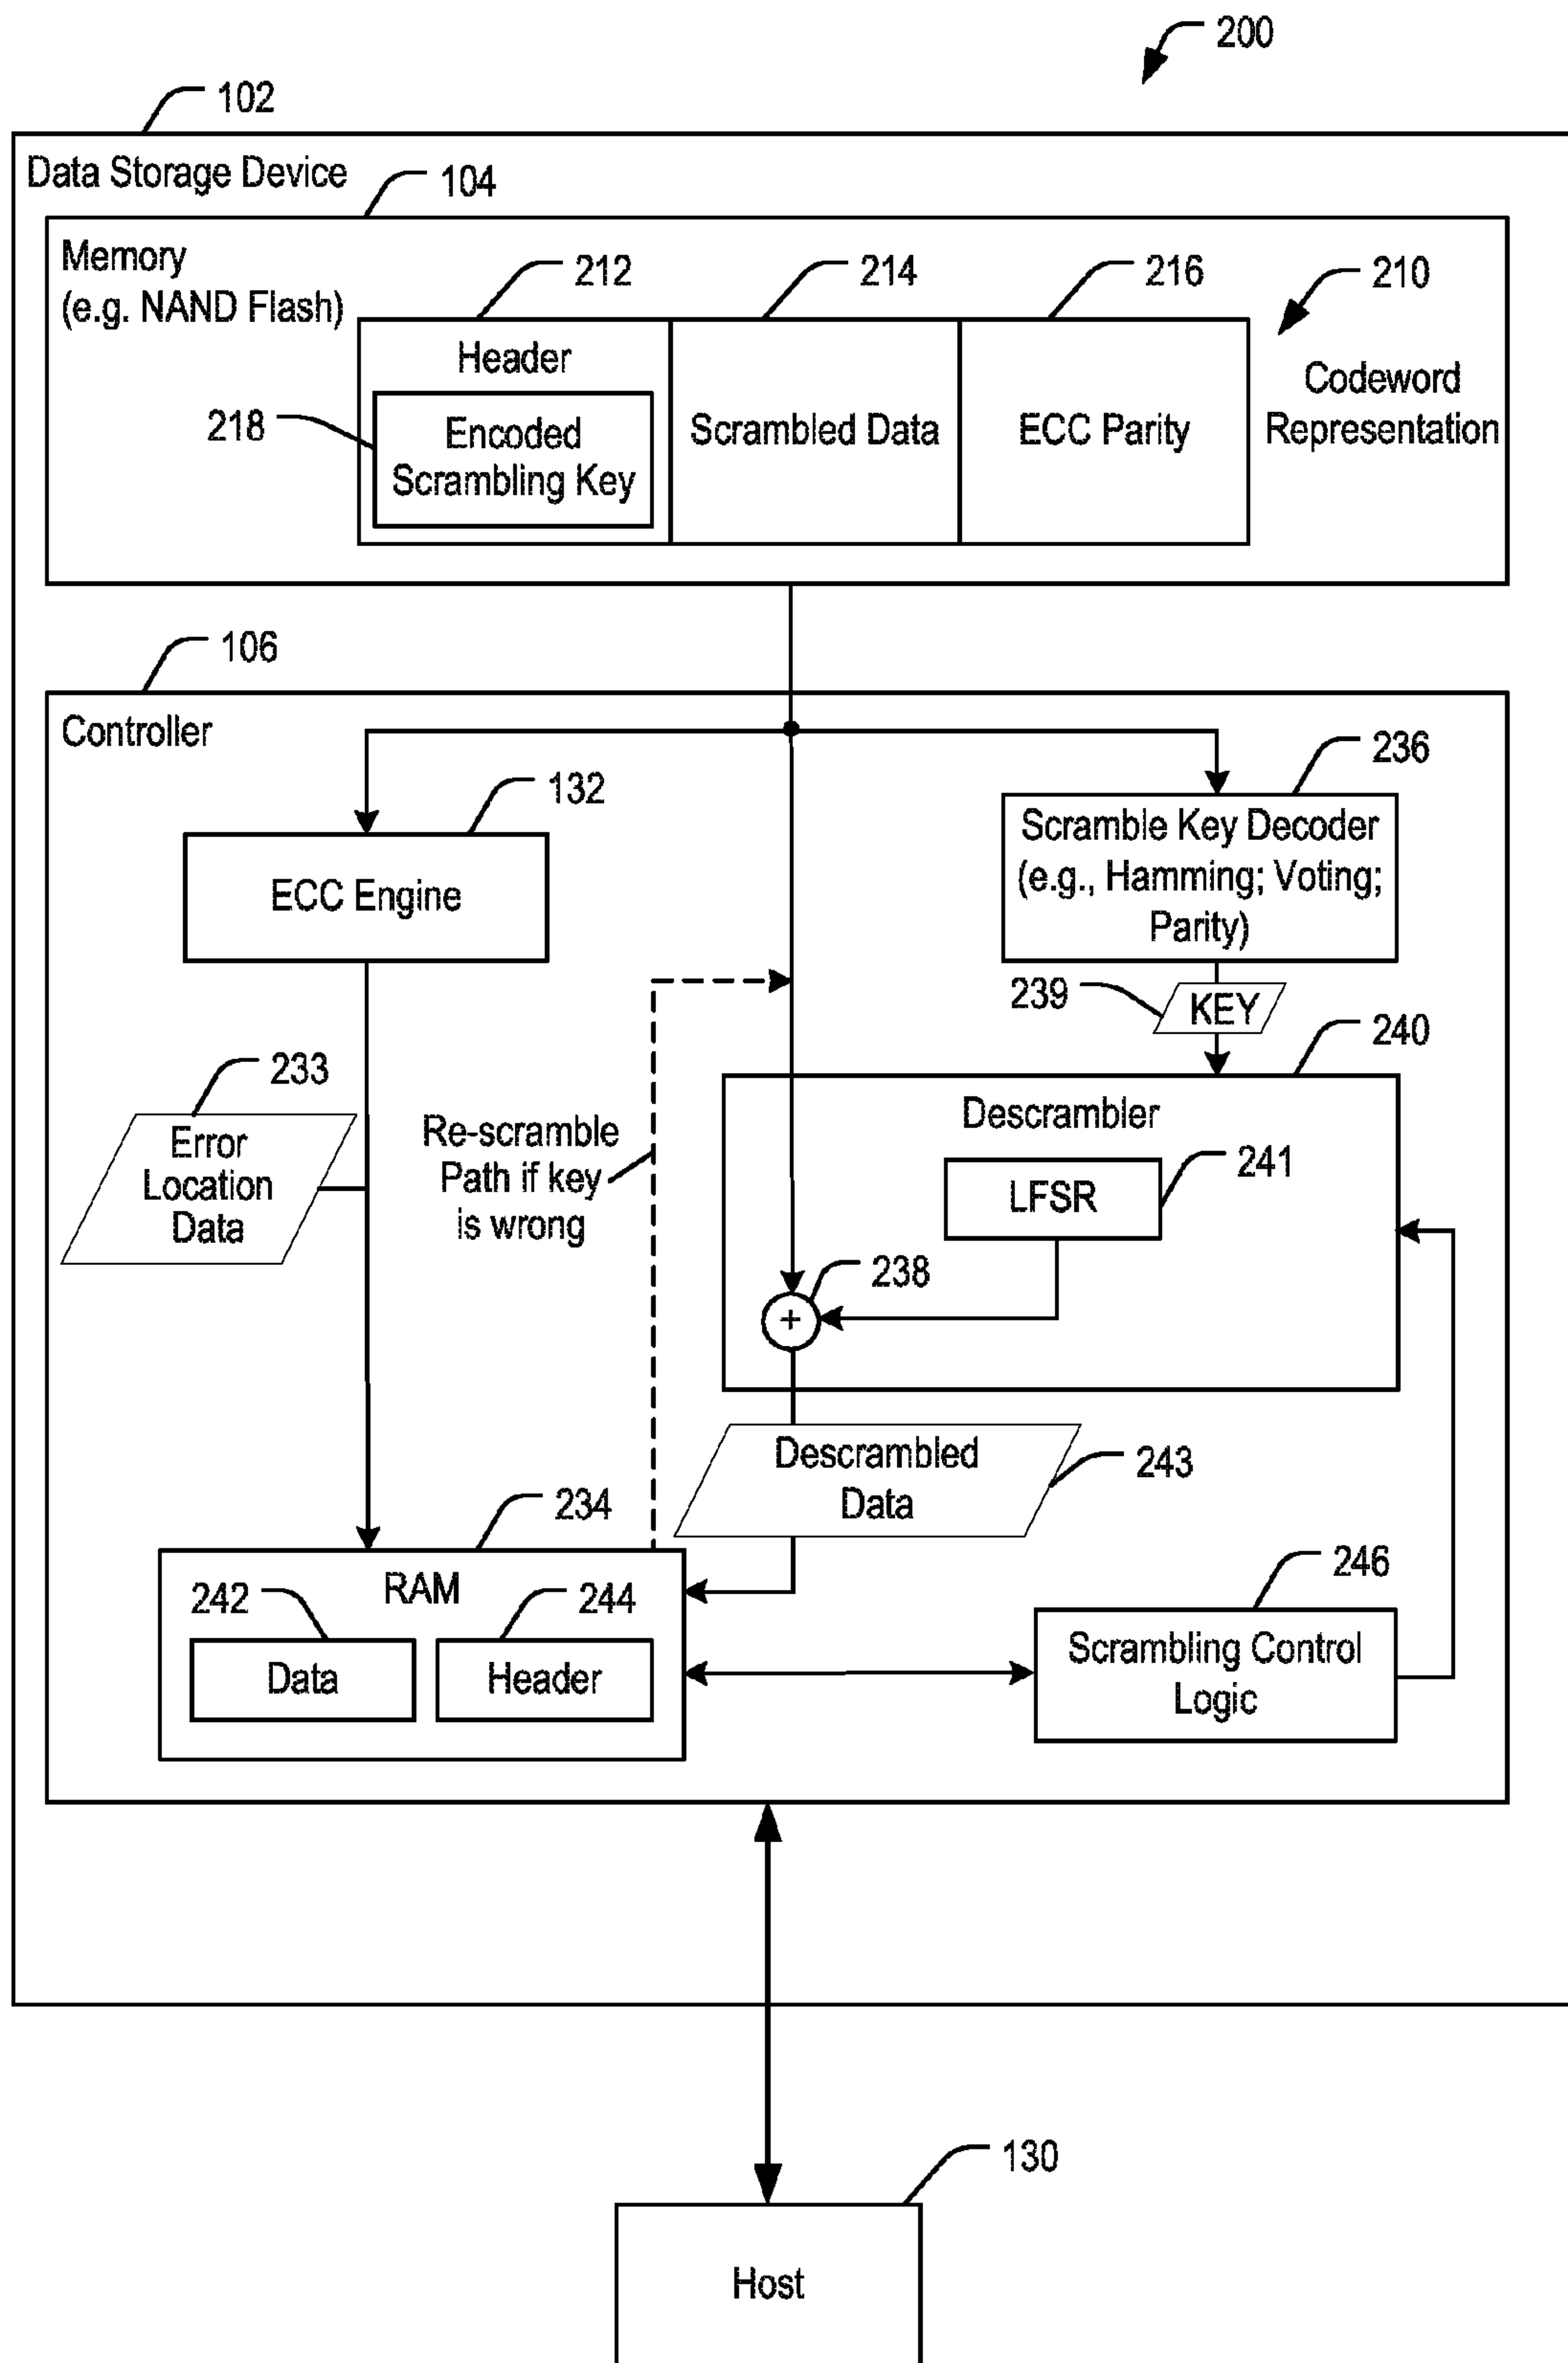 200
102
Data Storage Device
104
Memory
(e.g. NAND Flash)
212
214
216
210
Header
218
Encoded
Scrambling Key
Scrambled Data
ECC Parity
Codeword
Representation
106
Controller
132
ECC Engine
236
Scramble Key Decoder
(e.g., Hamming; Voting;
Parity)
239
KEY
240
233
Error
Location
Data
Re-scramble
Path if key
is wrong
Descrambler
LFSR
241
238
+
Descrambled
Data
243
234
RAM
242
244
Data
Header
246
Scrambling Control
Logic
130
Host